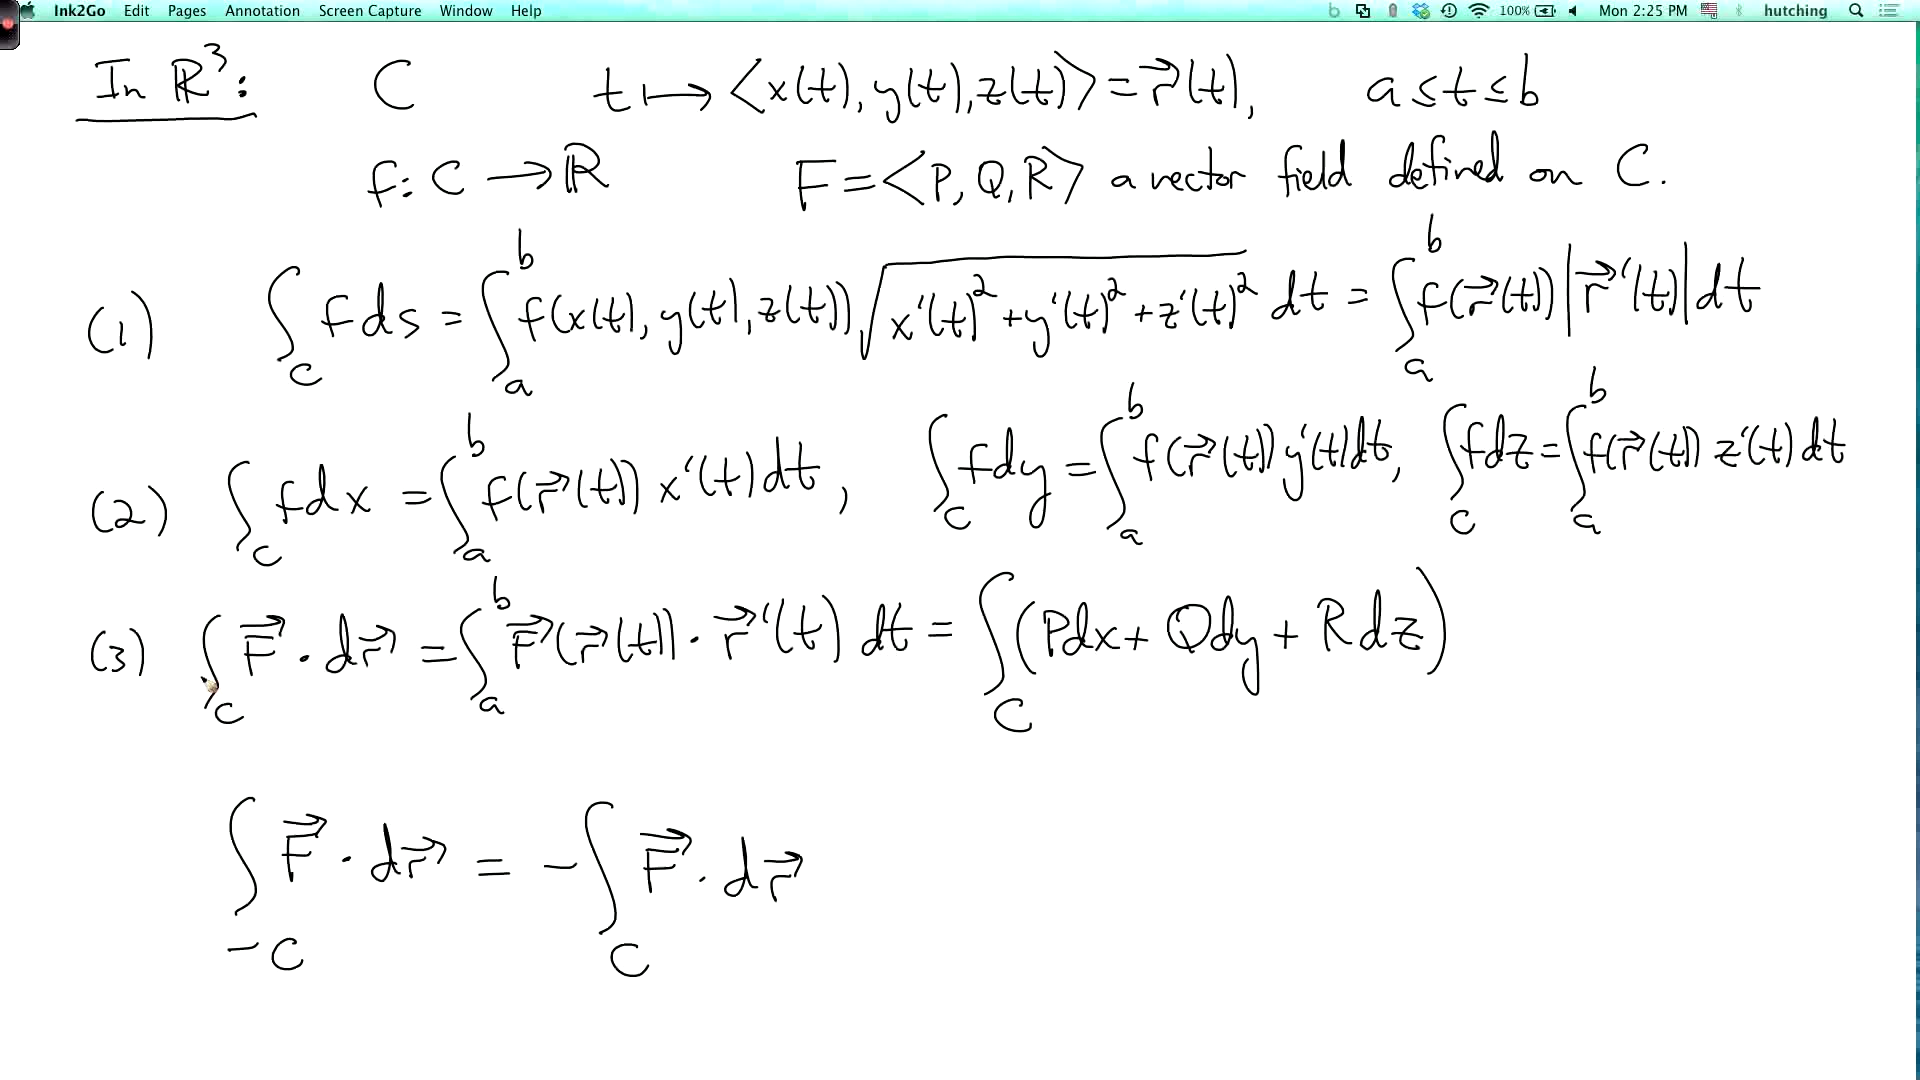 Ink2Go Edit Pages Annotation Screen Capture Window Help 100% Mon 2:25 PM hutching
In ℝ³: C t ⟼ ⟨x(t), y(t), z(t)⟩ = r⃗(t), a ≤ t ≤ b
f: C → ℝ F = ⟨P, Q, R⟩ a vector field defined on C.
(1) ∫_C f ds = ∫_a^b f(x(t), y(t), z(t)) √(x'(t)² + y'(t)² + z'(t)²) dt = ∫_a^b f(r⃗(t)) |r⃗'(t)| dt
(2) ∫_C f dx = ∫_a^b f(r⃗(t)) x'(t) dt, ∫_C f dy = ∫_a^b f(r⃗(t)) y'(t) dt, ∫_C f dz = ∫_a^b f(r⃗(t)) z'(t) dt
(3) ∫_C F⃗ · dr⃗ = ∫_a^b F⃗(r⃗(t)) · r⃗'(t) dt = ∫_C (P dx + Q dy + R dz)
∫_{-C} F⃗ · dr⃗ = - ∫_C F⃗ · dr⃗